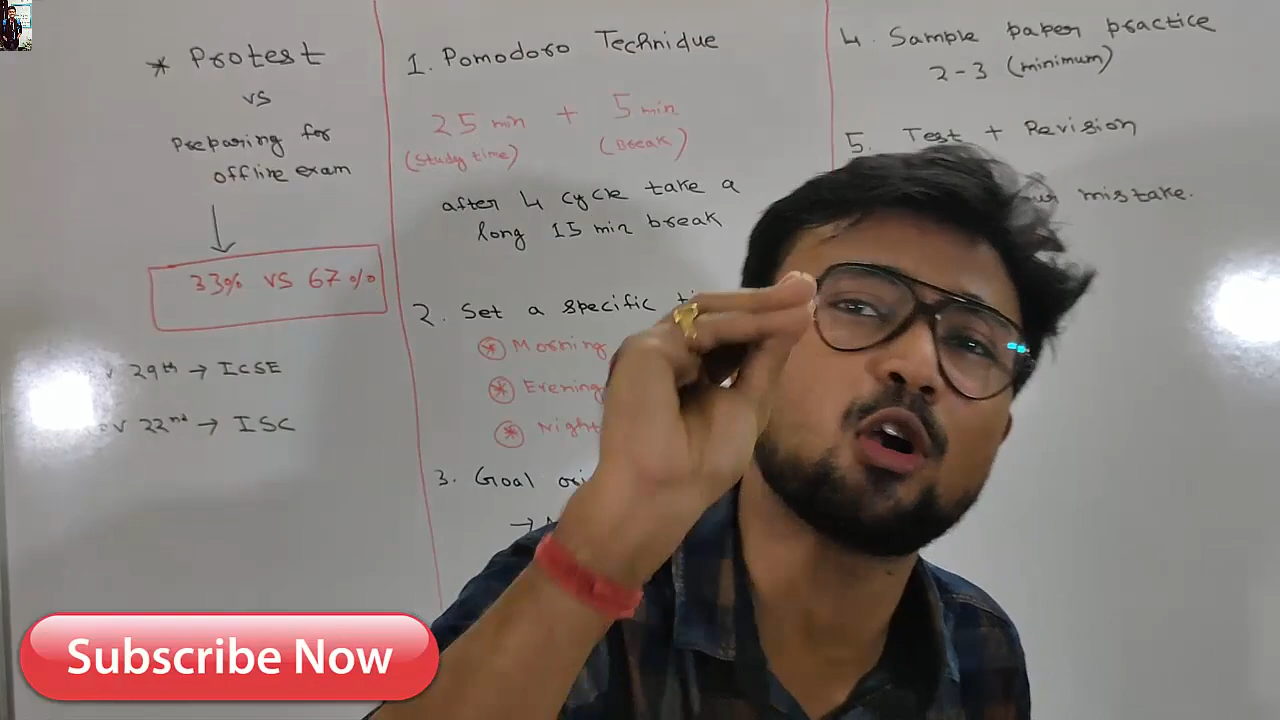 * Protest
vs
Preparing for
offline exam
33% vs 67%
29th → ICSE
22nd → ISC
1. Pomodoro Technique
25 min + 5 min
(Study time) (Break)
after 4 cycle take a
long 15 min break
2. Set a specific
* Morning
* Evening
* Night
3. Goal
4. Sample paper practice
2-3 (minimum)
5. Test + Revision
mistake.
Subscribe Now